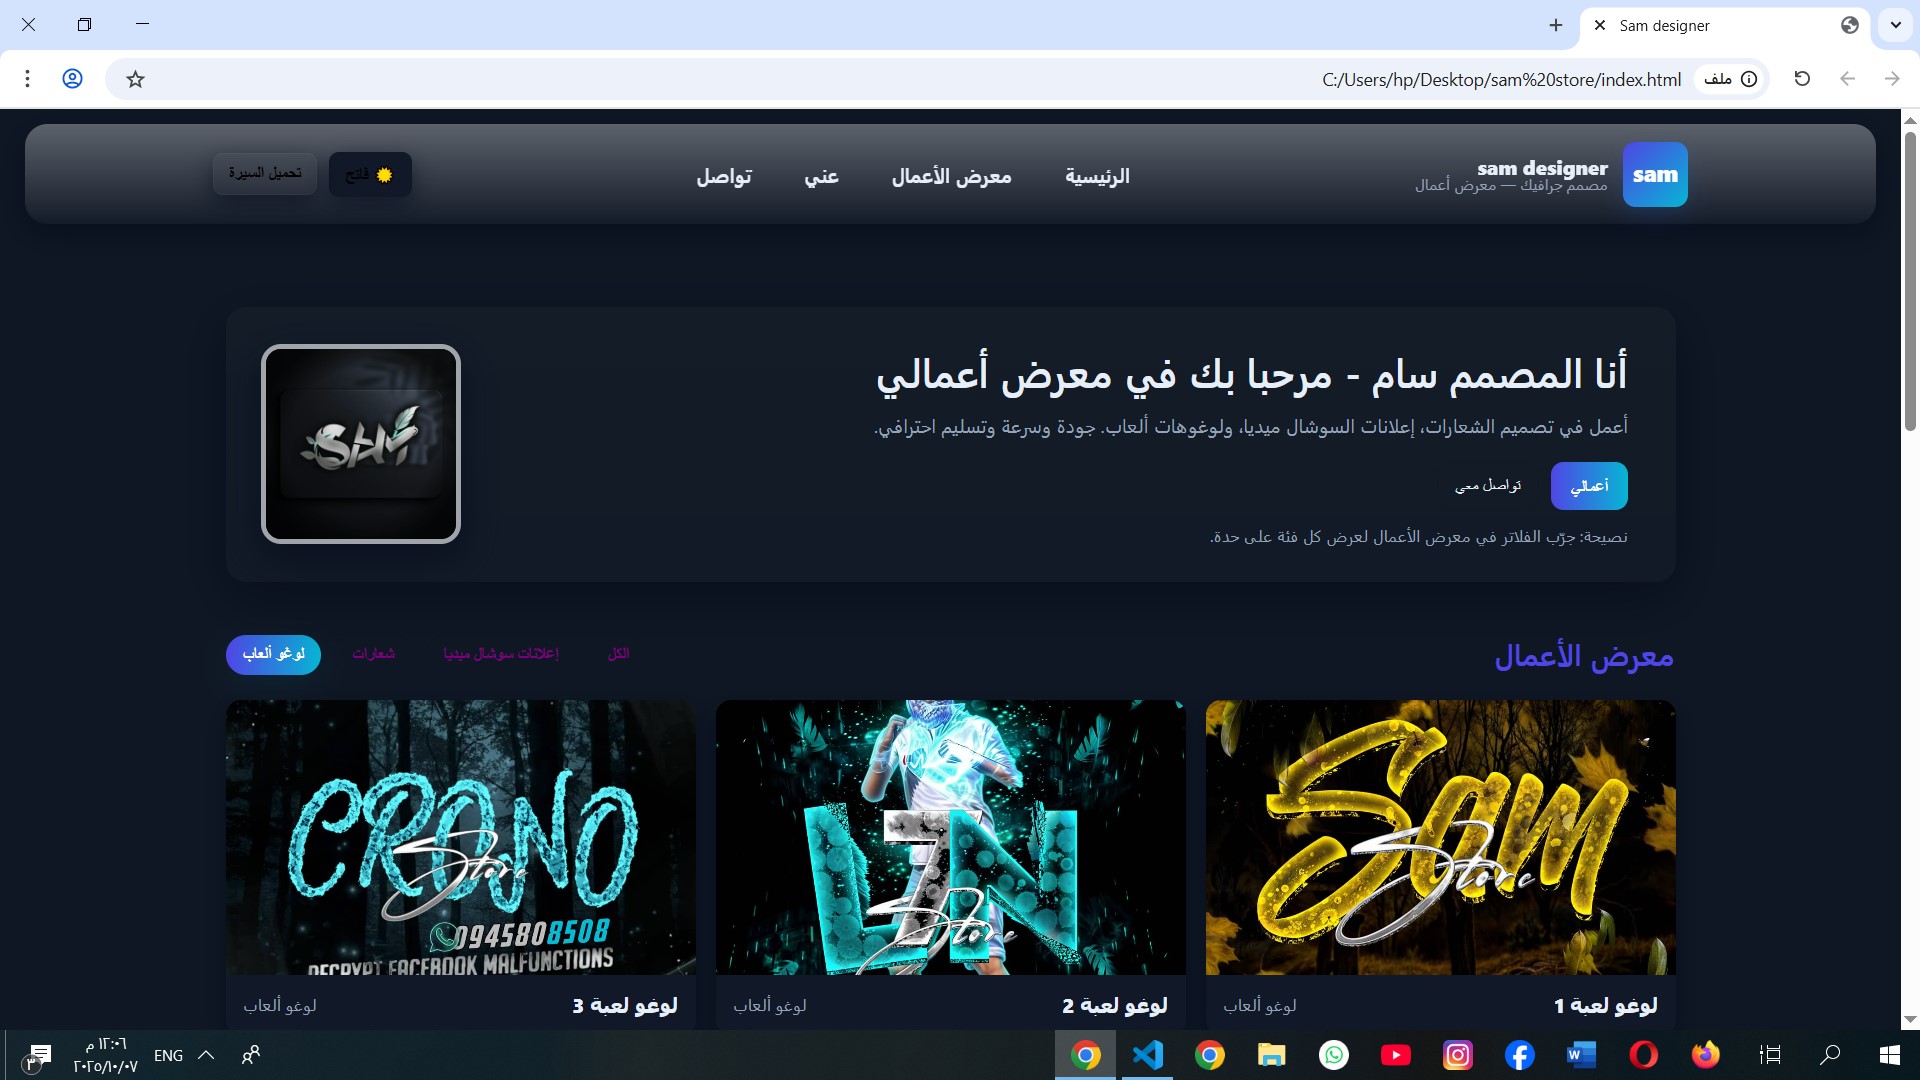 Sam designer
ملف
C:/Users/hp/Desktop/sam%20store/index.html
sam
sam designer
مصمم جرافيك — معرض أعمال
الرئيسية
معرض الأعمال
عني
تواصل
فاتح
تحميل السيرة
أنا المصمم سام - مرحبا بك في معرض أعمالي
أعمل في تصميم الشعارات، إعلانات السوشال ميديا، ولوغوهات ألعاب. جودة وسرعة وتسليم احترافي.
أعمالي
تواصل معي
نصيحة: جرّب الفلاتر في معرض الأعمال لعرض كل فئة على حدة.
SAM
معرض الأعمال
الكل
إعلانات سوشال ميديا
شعارات
لوغو ألعاب
Sam
Store
L7N
Store
CRONO
Store
0945808508
DECRYPT FACEBOOK MALFUNCTIONS
لوغو لعبة 1
لوغو ألعاب
لوغو لعبة 2
لوغو ألعاب
لوغو لعبة 3
لوغو ألعاب
ENG
١٢:٠٦ م
٢٠٢٥/١٠/٠٧
٣